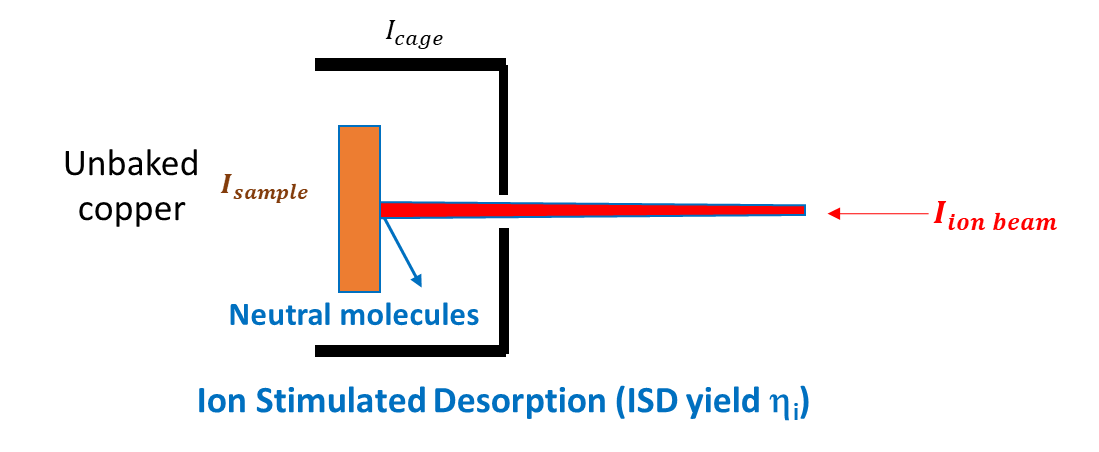 I_cage
Unbaked
copper
I_sample
I_ion beam
Neutral molecules
Ion Stimulated Desorption (ISD yield η_i)